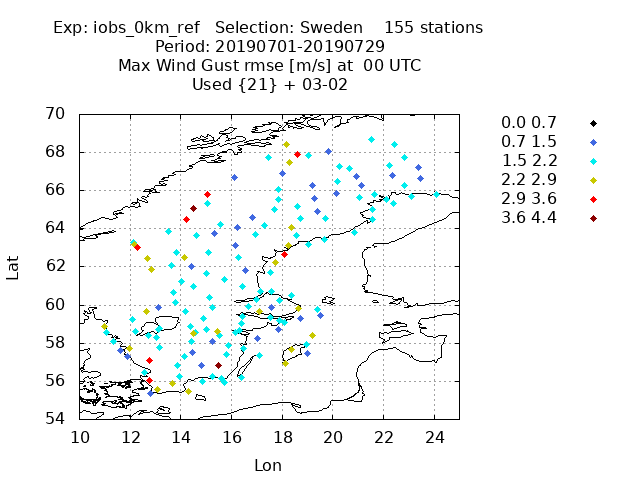 Exp: iobs_0km_ref   Selection: Sweden    155 stations
Period: 20190701-20190729
Max Wind Gust rmse [m/s] at  00 UTC
Used {21} + 03-02
70
68
66
64
62
60
58
56
54
10 12 14 16 18 20 22 24
Lat
Lon
0.0 0.7
0.7 1.5
1.5 2.2
2.2 2.9
2.9 3.6
3.6 4.4